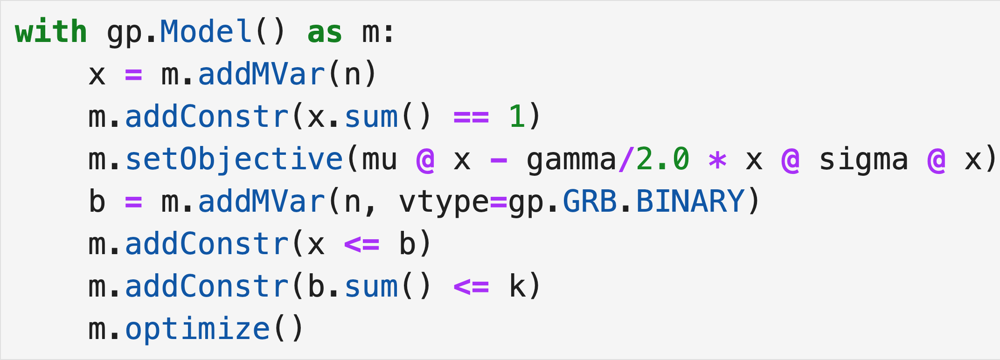 with gp.Model() as m:
    x = m.addMVar(n)
    m.addConstr(x.sum() == 1)
    m.setObjective(mu @ x - gamma/2.0 * x @ sigma @ x)
    b = m.addMVar(n, vtype=gp.GRB.BINARY)
    m.addConstr(x <= b)
    m.addConstr(b.sum() <= k)
    m.optimize()